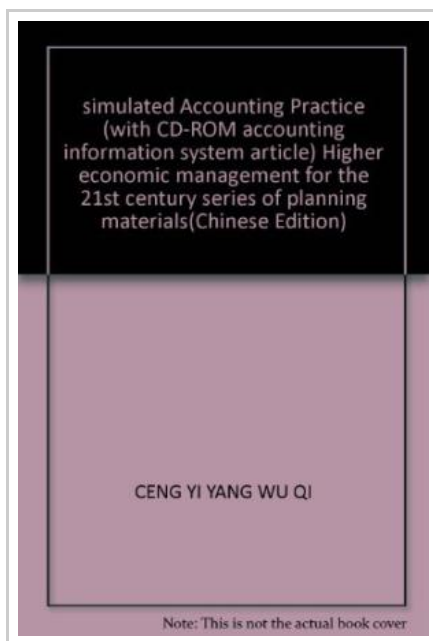 simulated Accounting Practice
(with CD-ROM accounting
information system article) Higher
economic management for the
21st century series of planning
materials(Chinese Edition)
CENG YI YANG WU QI
Note: This is not the actual book cover